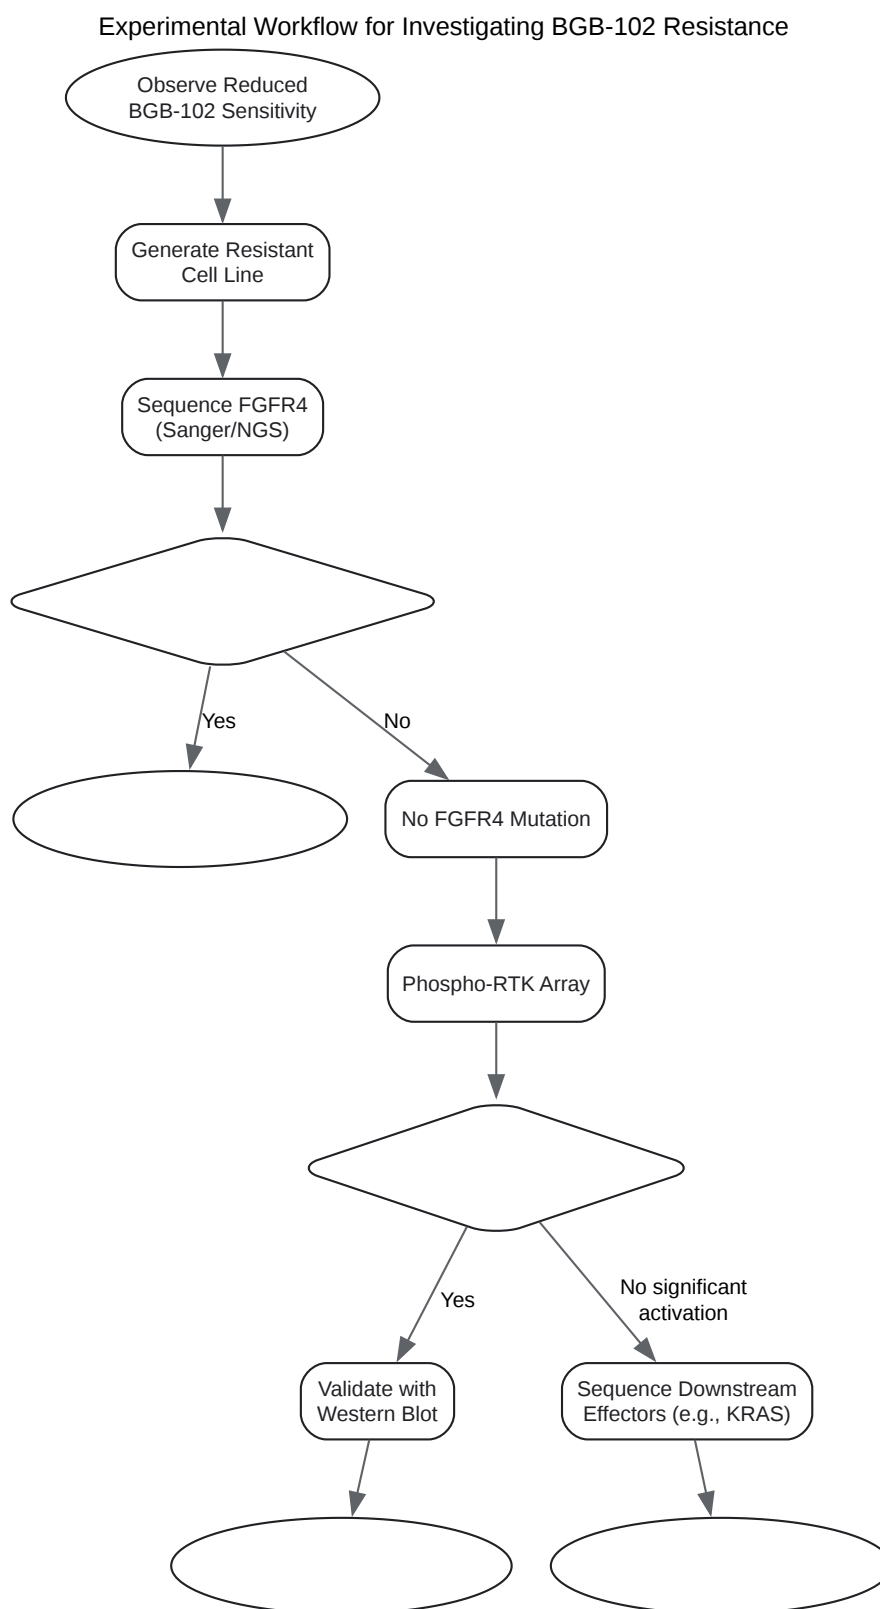 Experimental Workflow for Investigating BGB-102 Resistance
Observe Reduced
BGB-102 Sensitivity
Generate Resistant
Cell Line
Sequence FGFR4
(Sanger/NGS)
Yes
No
No FGFR4 Mutation
Phospho-RTK Array
Yes
No significant
activation
Validate with
Western Blot
Sequence Downstream
Effectors (e.g., KRAS)